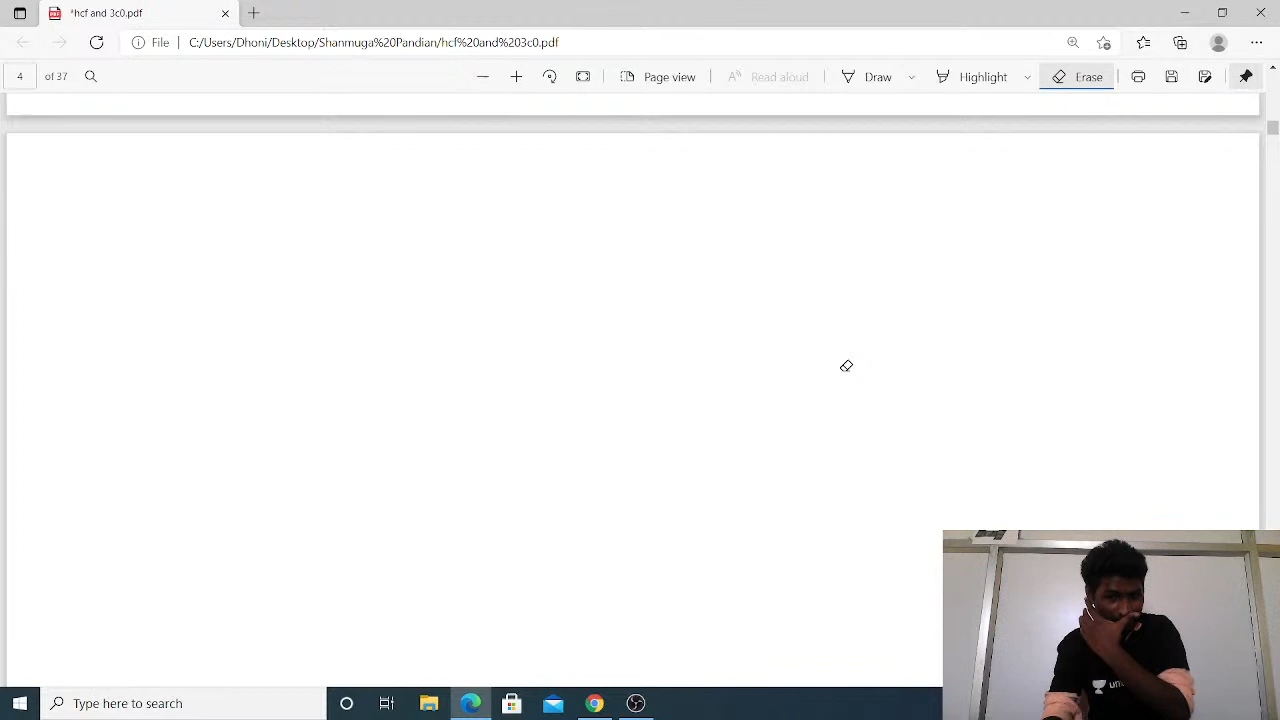 *hcf and 3c0.pdf
File
C:/Users/Dhoni/Desktop/Shanmuga%20Pandian/hcf%20and%203c0.pdf
4 of 37
Page view
Read aloud
Draw
Highlight
Erase
Type here to search